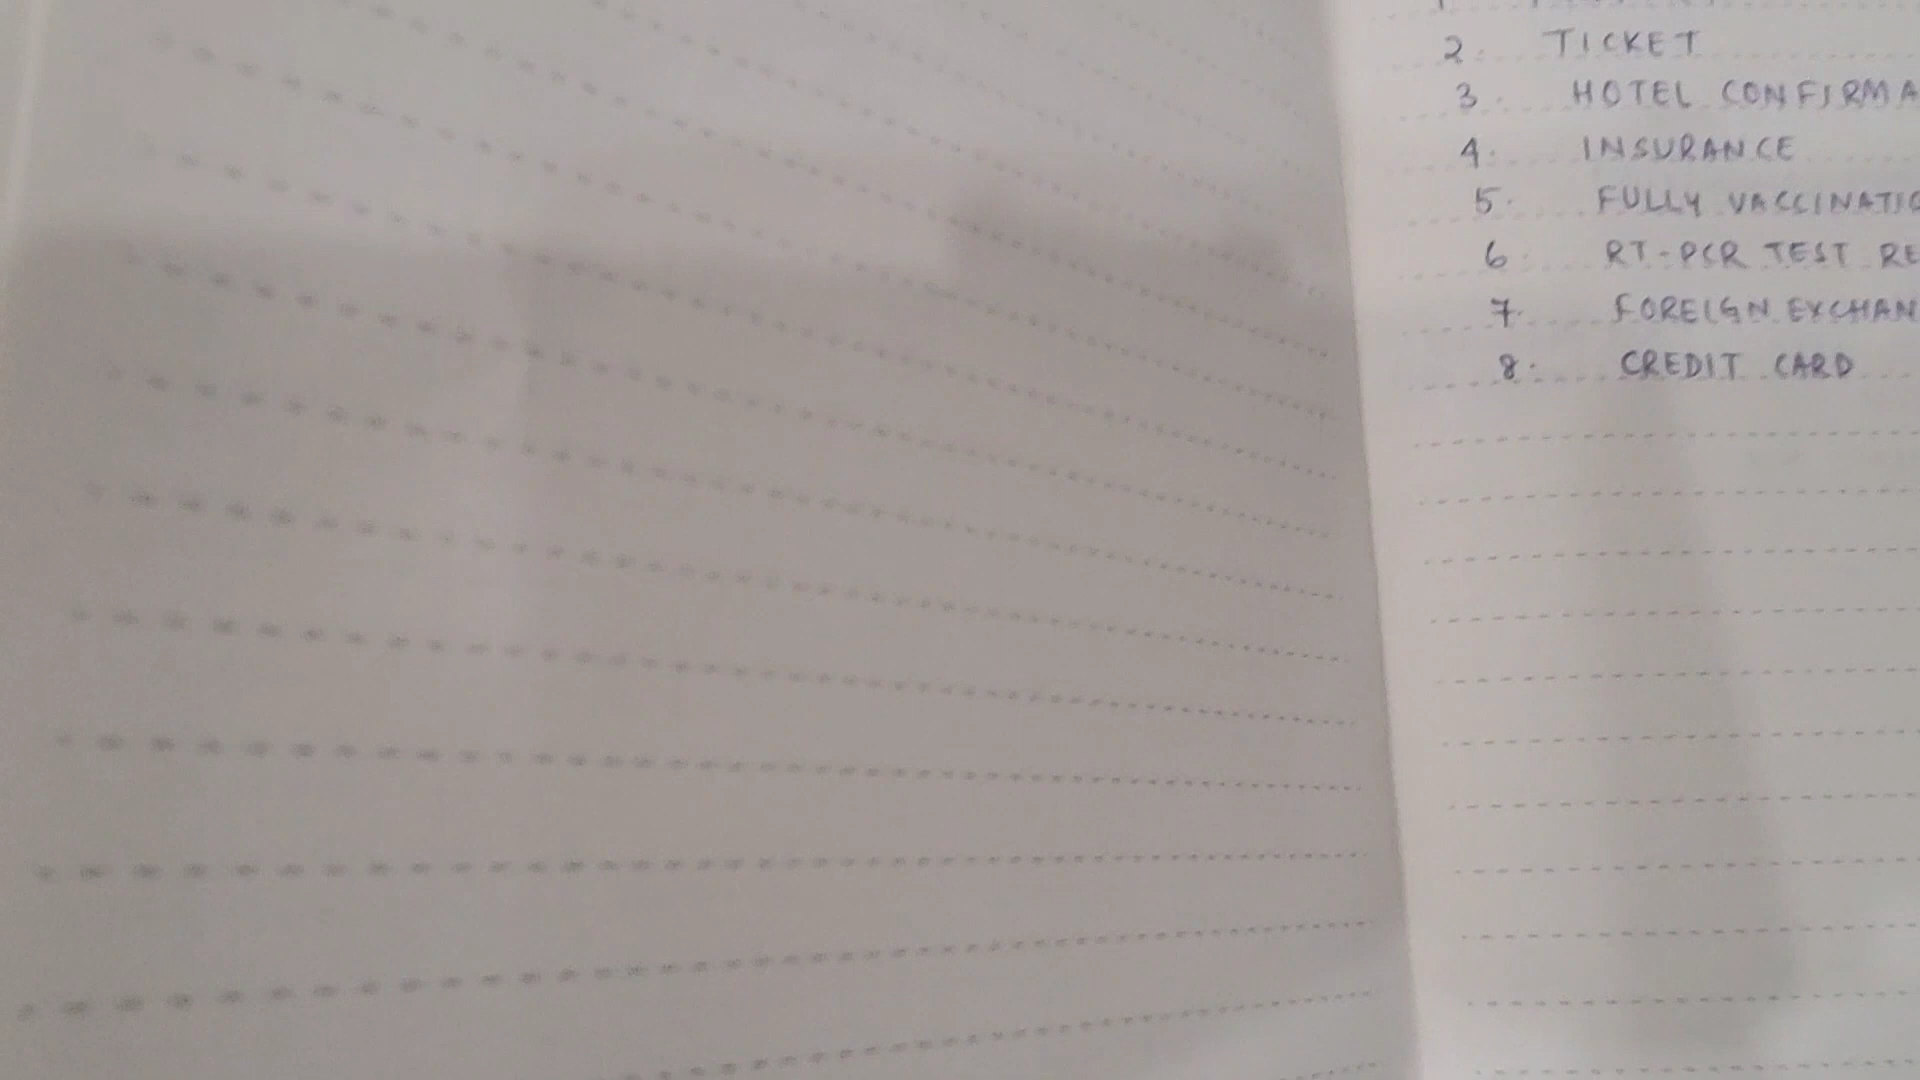 2. TICKET
3. HOTEL CONFIRMA
4. INSURANCE
5. FULLY VACCINATIO
6. RT-PCR TEST RE
7. FOREIGN EXCHAN
8. CREDIT CARD